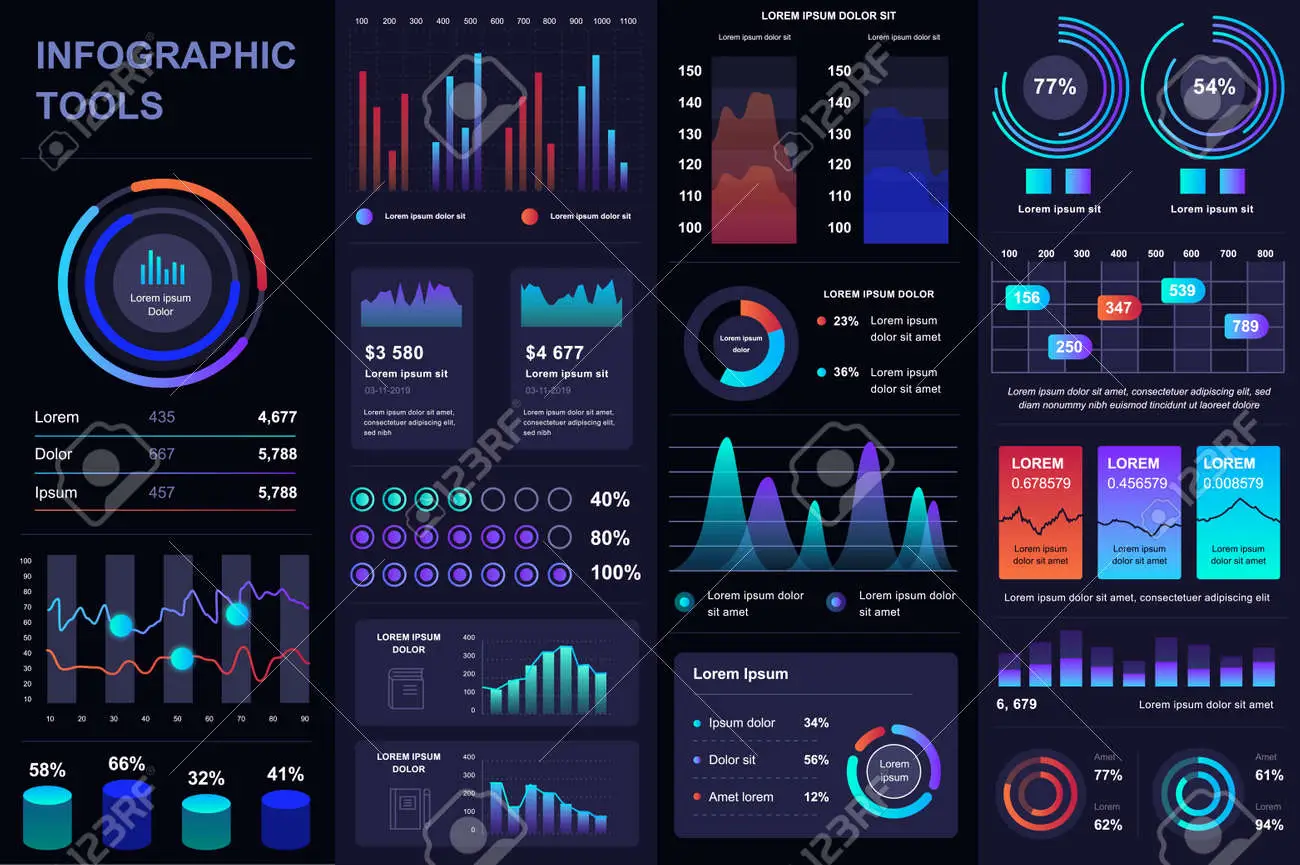 INFOGRAPHIC
TOOLS
Lorem ipsum
Dolor
Lorem 435 4,677
Dolor 667 5,788
Ipsum 457 5,788
100
90
80
70
60
50
40
30
20
10
10 20 30 40 50 60 70 80 90
58% 66% 32% 41%
100 200 300 400 500 600 700 800 900 1000 1100
Lorem ipsum dolor sit Lorem ipsum dolor sit
$3 580
Lorem ipsum sit
03-11-2019
Lorem ipsum dolor sit amet,
consectetuer adipiscing elit,
sed nibh
$4 677
Lorem ipsum sit
03-11-2019
Lorem ipsum dolor sit amet,
consectetuer adipiscing elit,
sed nibh
40%
80%
100%
LOREM IPSUM
DOLOR
400
300
200
100
0
LOREM IPSUM
DOLOR
400
300
200
100
0
LOREM IPSUM DOLOR SIT
Lorem ipsum dolor sit Lorem ipsum dolor sit
150 150
140 140
130 130
120 120
110 110
100 100
Lorem ipsum
dolor
LOREM IPSUM DOLOR
23% Lorem ipsum
dolor sit amet
36% Lorem ipsum
dolor sit amet
Lorem ipsum dolor
sit amet
Lorem ipsum dolor
sit amet
Lorem Ipsum
Ipsum dolor 34%
Dolor sit 56%
Amet lorem 12%
Lorem
ipsum
77% 54%
Lorem ipsum sit Lorem ipsum sit
100 200 300 400 500 600 700 800
156
250
347
539
789
Lorem ipsum dolor sit amet, consectetuer adipiscing elit, sed
diam nonummy nibh euismod tincidunt ut laoreet dolore
LOREM
0.678579
Lorem ipsum
dolor sit amet
LOREM
0.456579
Lorem ipsum
dolor sit amet
LOREM
0.008579
Lorem ipsum
dolor sit amet
Lorem ipsum dolor sit amet, consectetuer adipiscing elit
6, 679 Lorem ipsum dolor sit amet
Amet
77%
Lorem
62%
Amet
61%
Lorem
94%
123RF
123RF
123RF
123RF
123RF
123RF
123RF
123RF
123RF
123RF